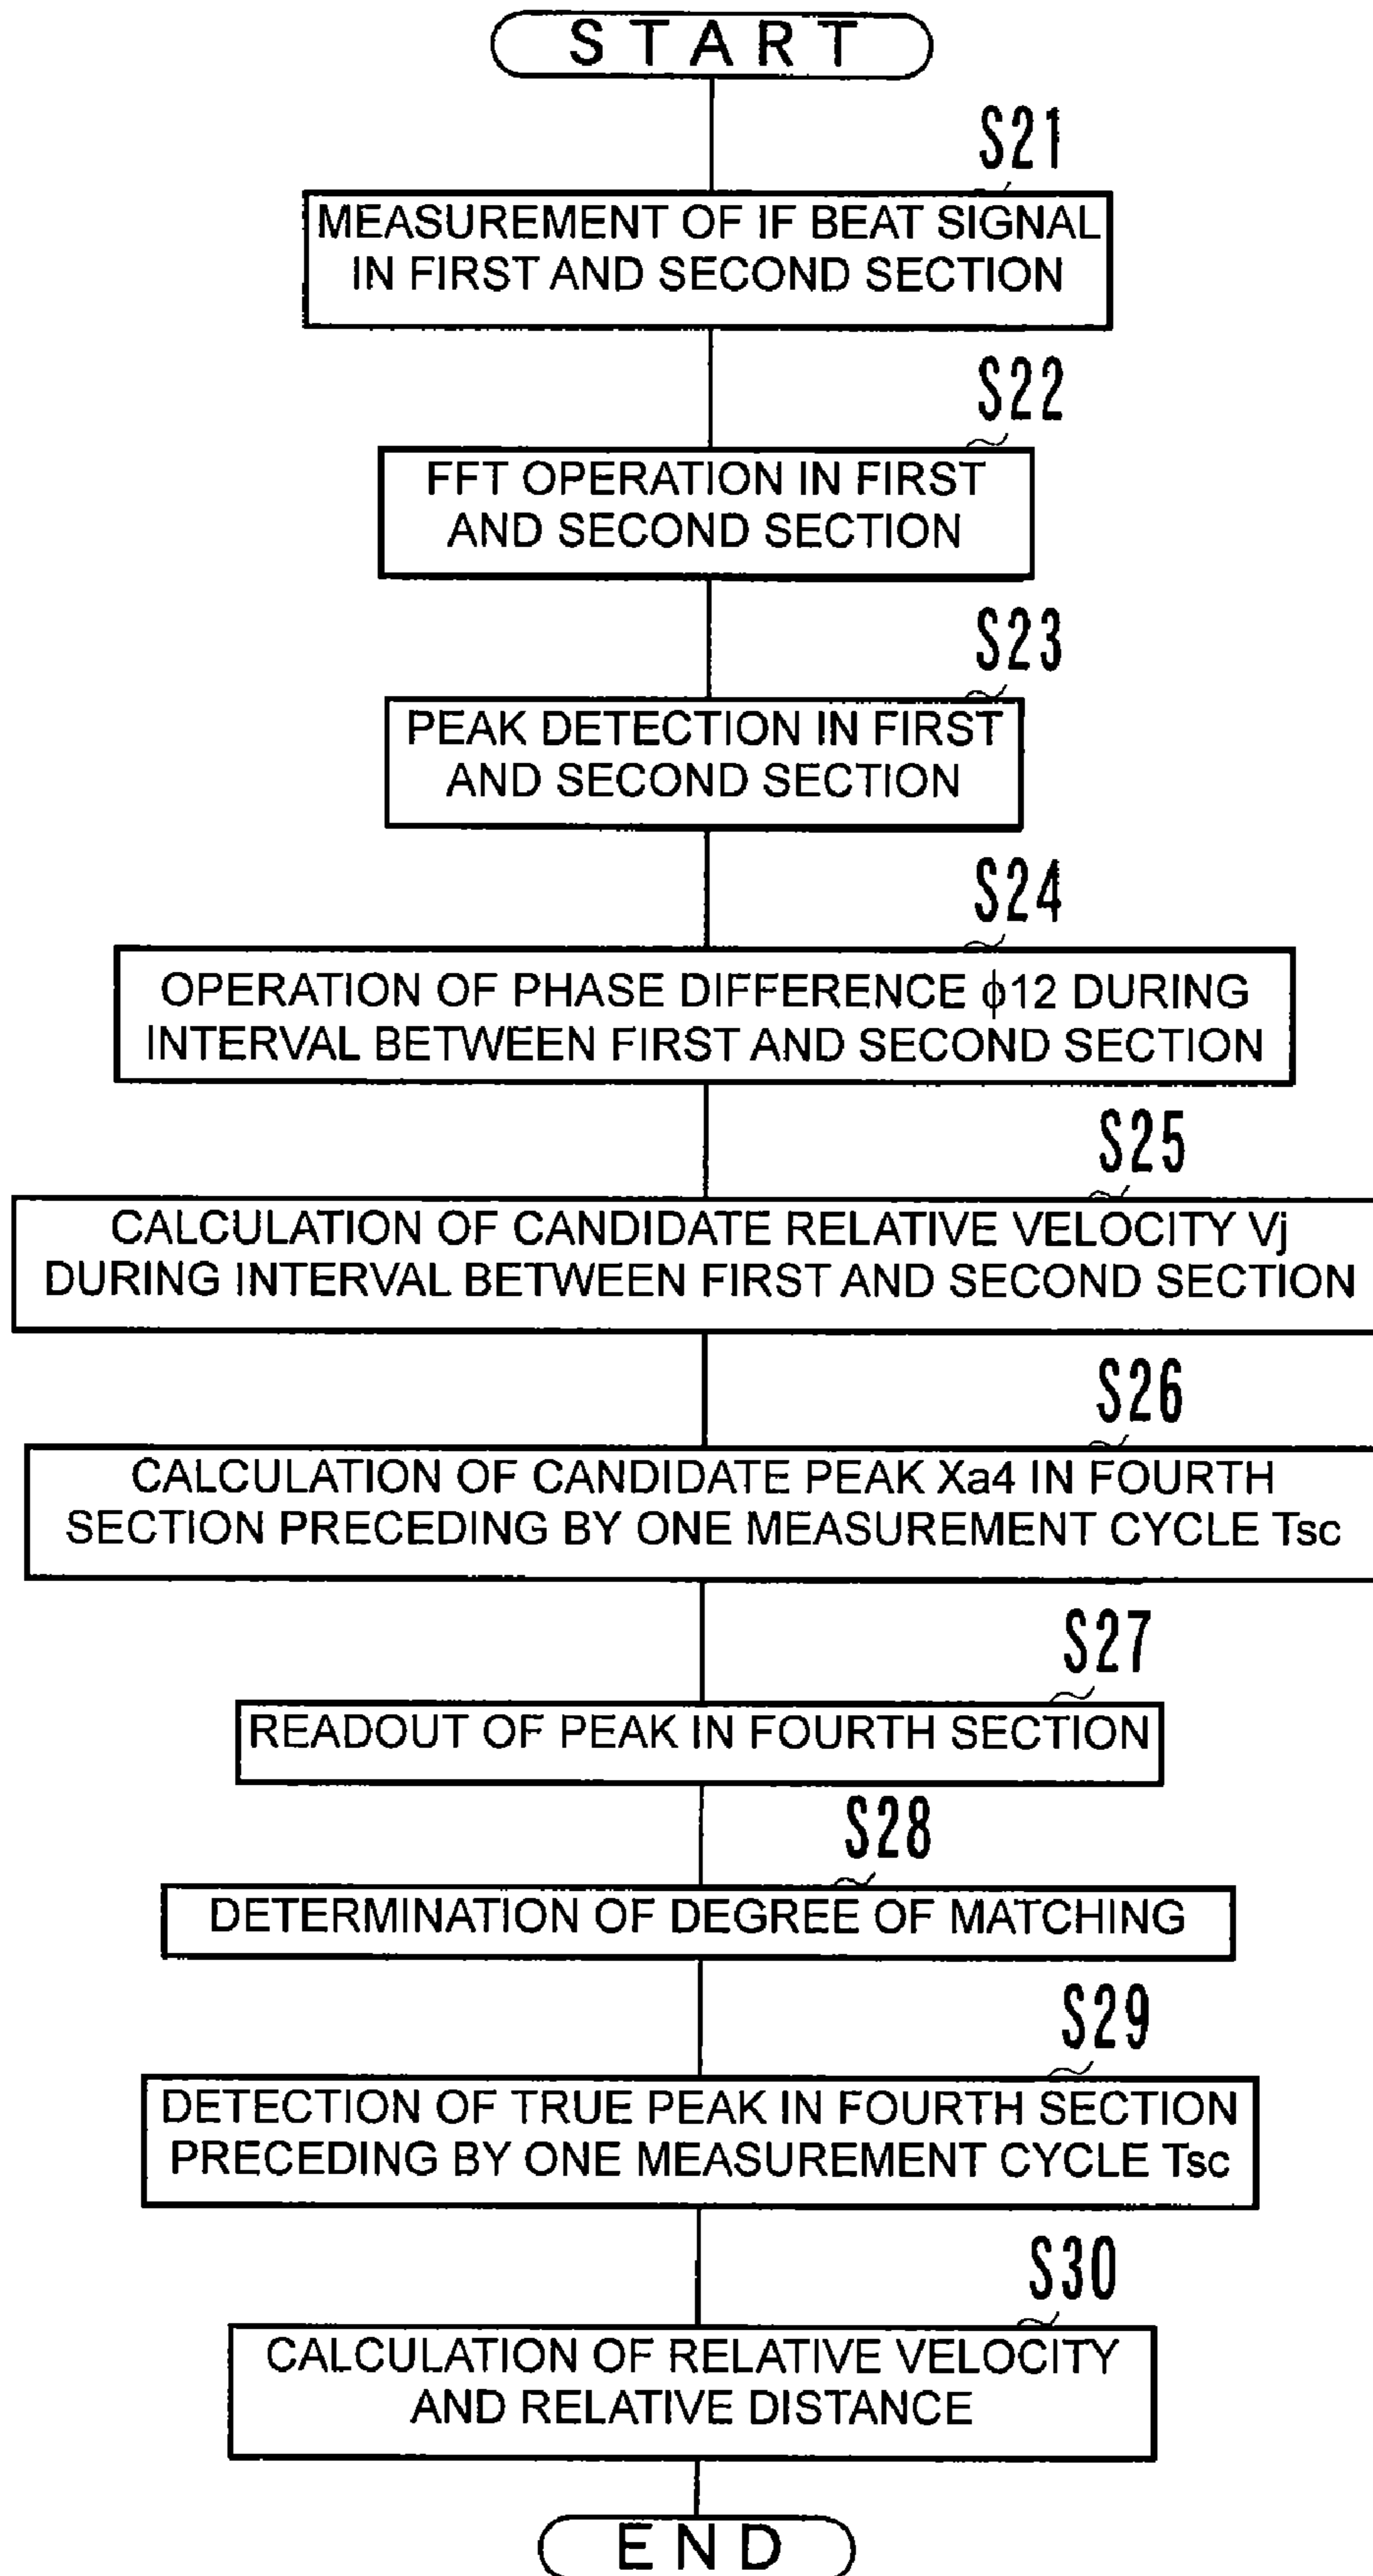 START
S21
MEASUREMENT OF IF BEAT SIGNAL
IN FIRST AND SECOND SECTION
S22
FFT OPERATION IN FIRST
AND SECOND SECTION
S23
PEAK DETECTION IN FIRST
AND SECOND SECTION
S24
OPERATION OF PHASE DIFFERENCE ϕ12 DURING
INTERVAL BETWEEN FIRST AND SECOND SECTION
S25
CALCULATION OF CANDIDATE RELATIVE VELOCITY Vj
DURING INTERVAL BETWEEN FIRST AND SECOND SECTION
S26
CALCULATION OF CANDIDATE PEAK Xa4 IN FOURTH
SECTION PRECEDING BY ONE MEASUREMENT CYCLE Tsc
S27
READOUT OF PEAK IN FOURTH SECTION
S28
DETERMINATION OF DEGREE OF MATCHING
S29
DETECTION OF TRUE PEAK IN FOURTH SECTION
PRECEDING BY ONE MEASUREMENT CYCLE Tsc
S30
CALCULATION OF RELATIVE VELOCITY
AND RELATIVE DISTANCE
END